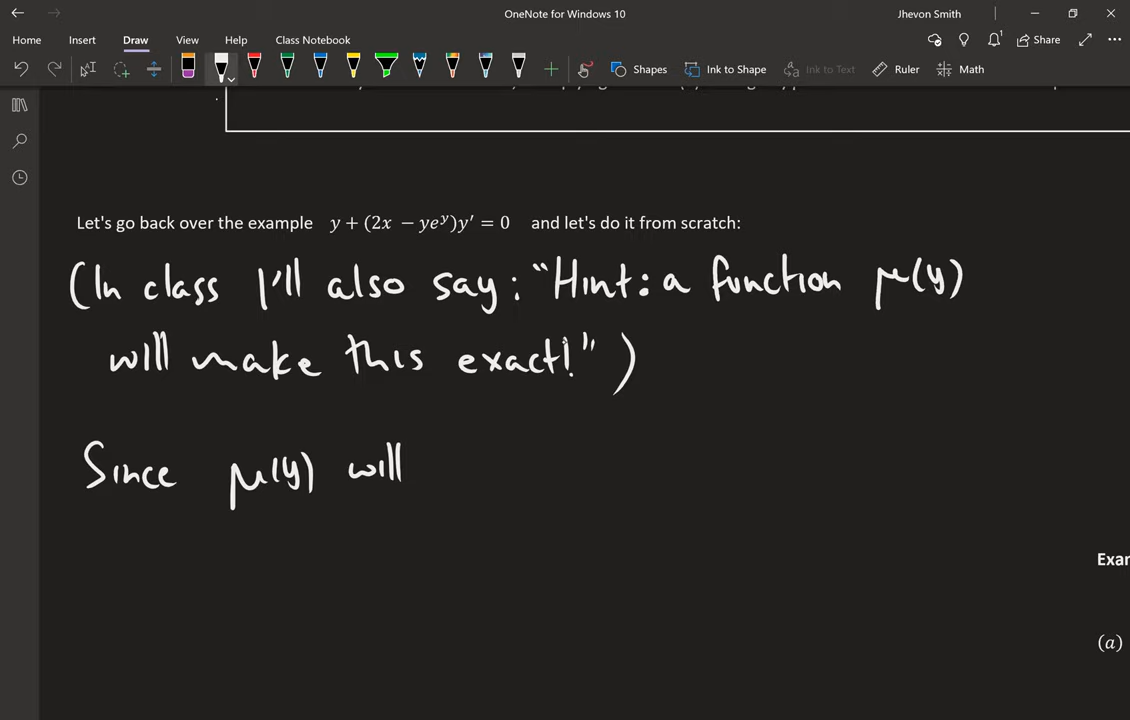 OneNote for Windows 10
Jhevon Smith
Home Insert Draw View Help Class Notebook
1 Share
Shapes Ink to Shape Ink to Text Ruler Math
Let's go back over the example y + (2x − ye^y)y′ = 0 and let's do it from scratch:
(In class I'll also say: "Hint: a function μ(y)
will make this exact!")
Since μ(y) will
Exar
(a)